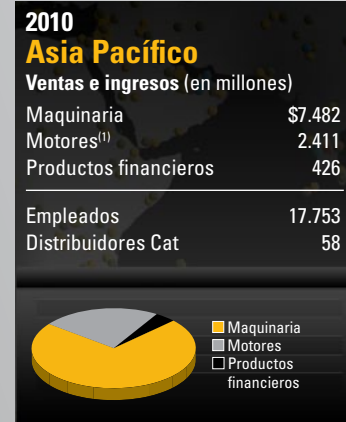 2010
Asia Pacífico
Ventas e ingresos (en millones)
Maquinaria $7.482
Motores(1) 2.411
Productos financieros 426
Empleados 17.753
Distribuidores Cat 58
Maquinaria
Motores
Productos
financieros